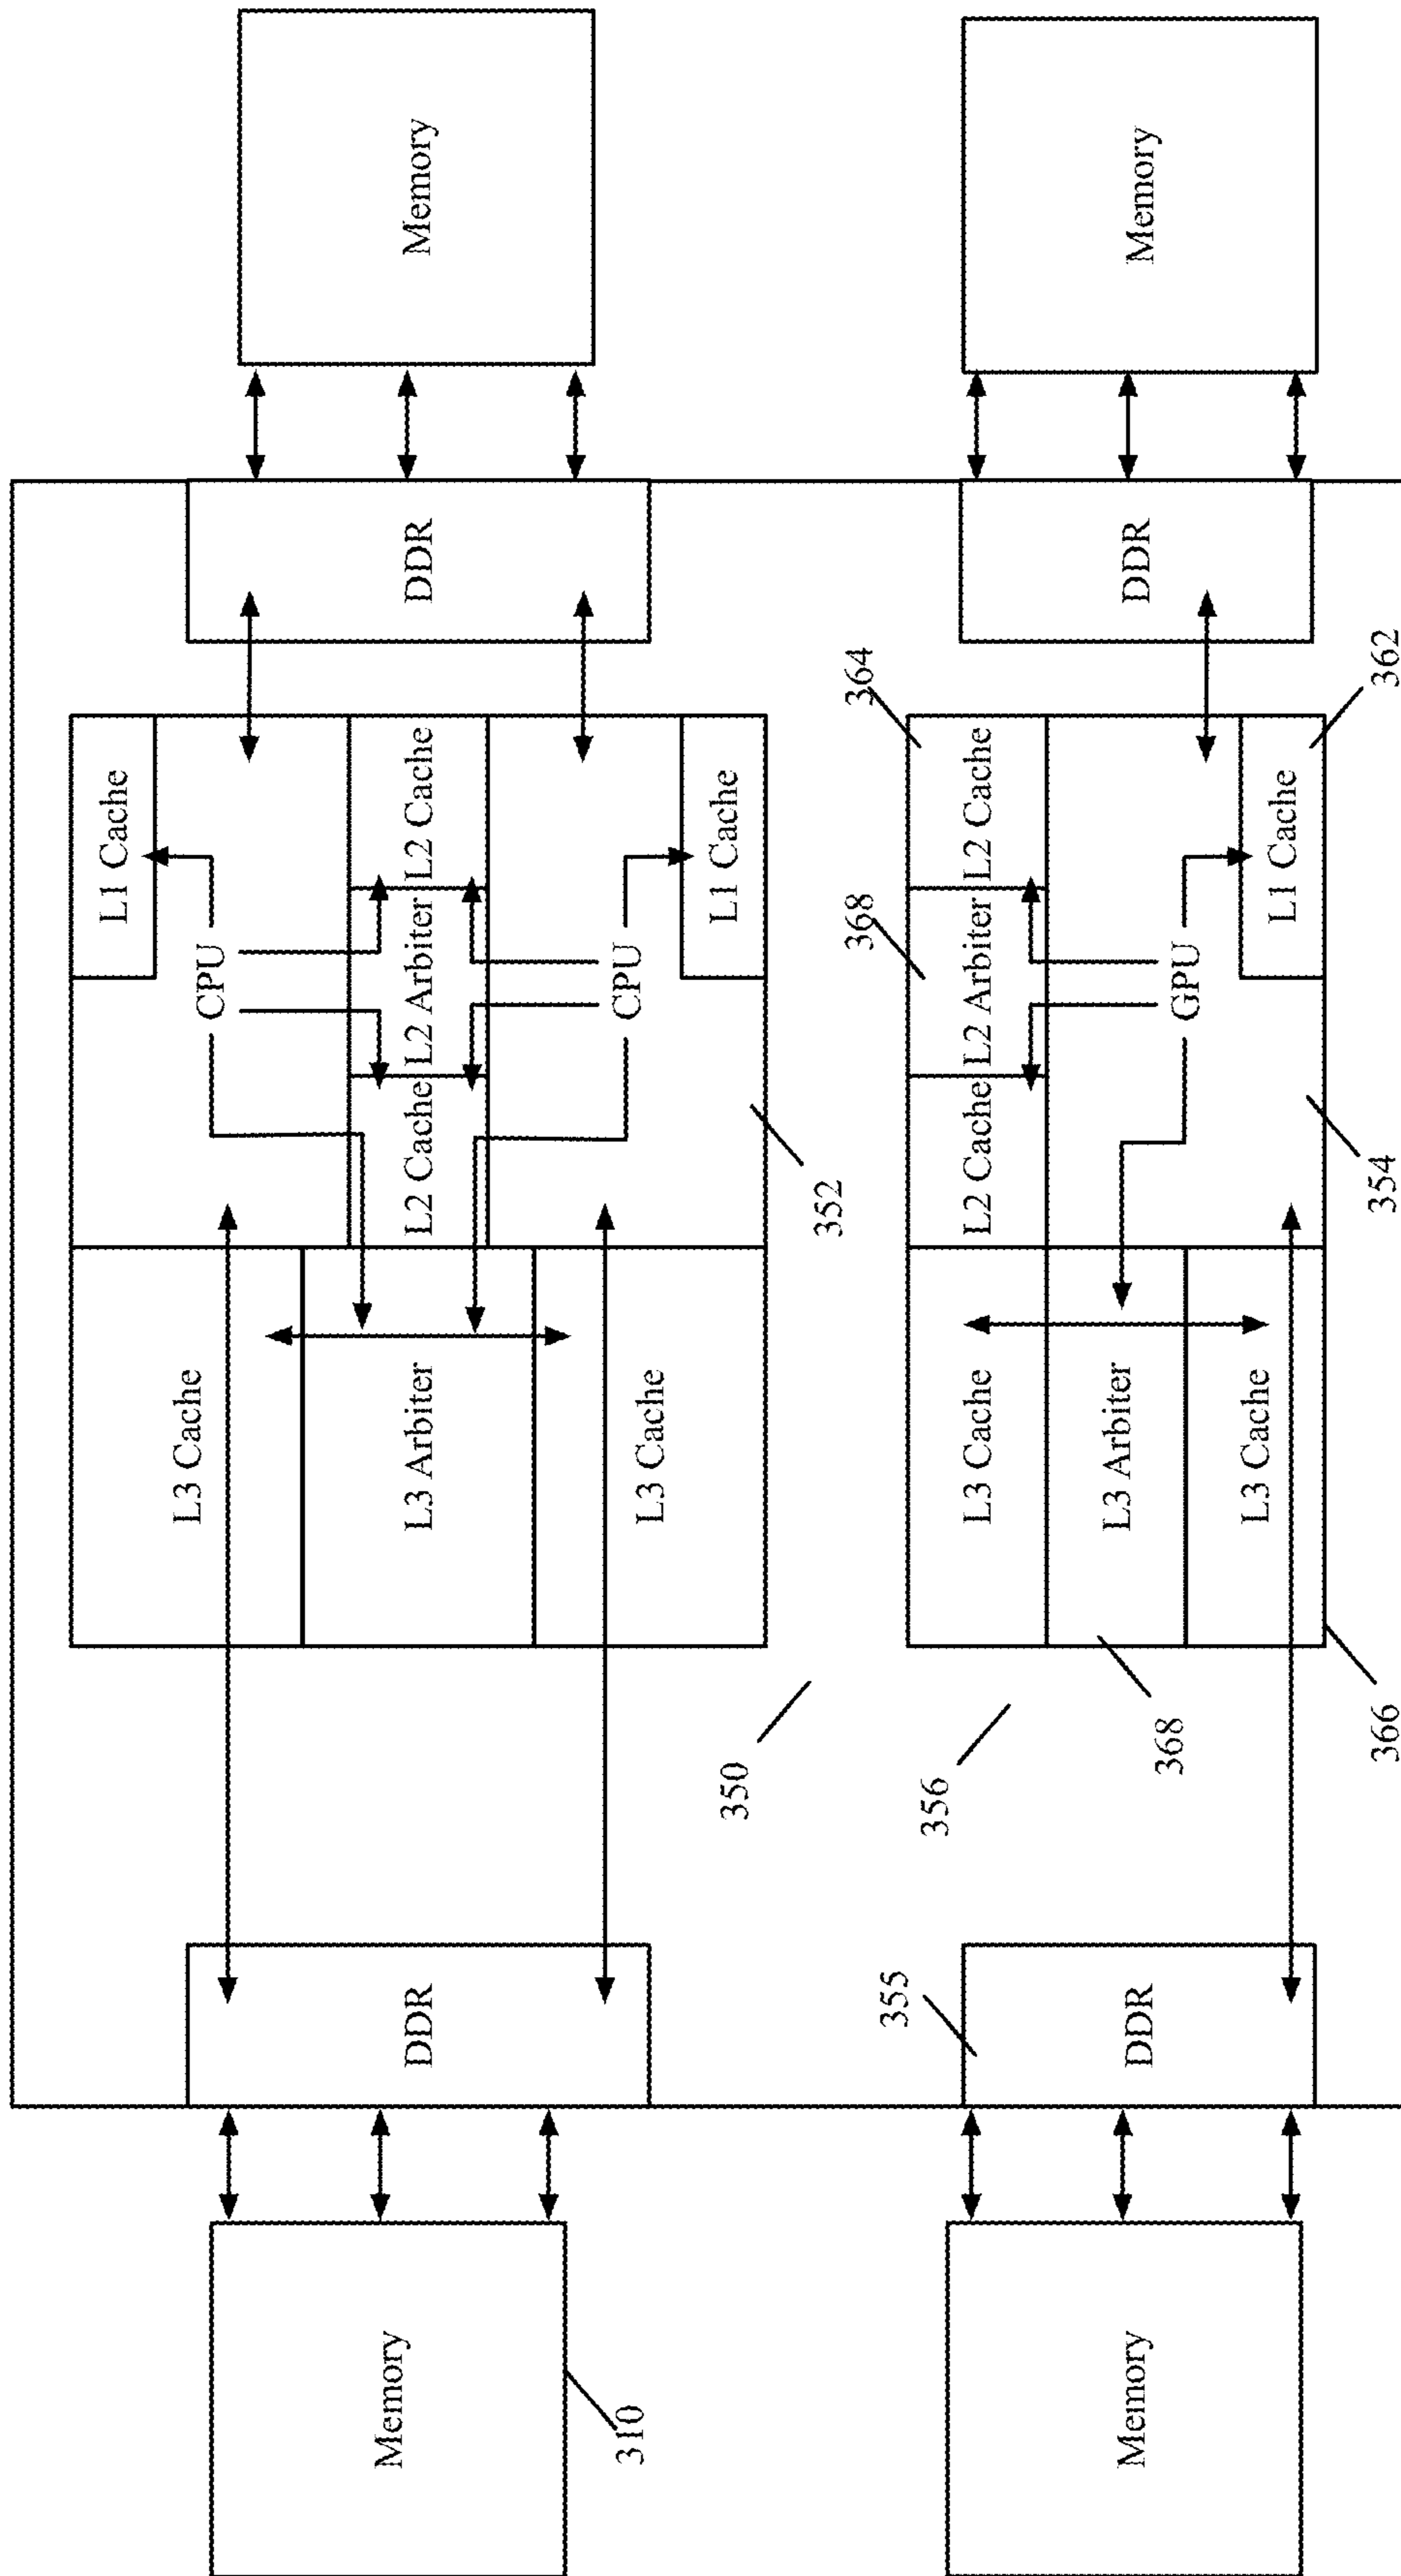 L1 Cache
L3 Cache
CPU
Memory
DDR
L3 Arbiter
L2 Cache
L2 Arbiter
L2 Cache
DDR
Memory
310
CPU
L3 Cache
L1 Cache
350
352
368
364
355
356
L3 Cache
L2 Cache
L2 Arbiter
L2 Cache
Memory
DDR
L3 Arbiter
DDR
Memory
368
GPU
L3 Cache
L1 Cache
366
354
362